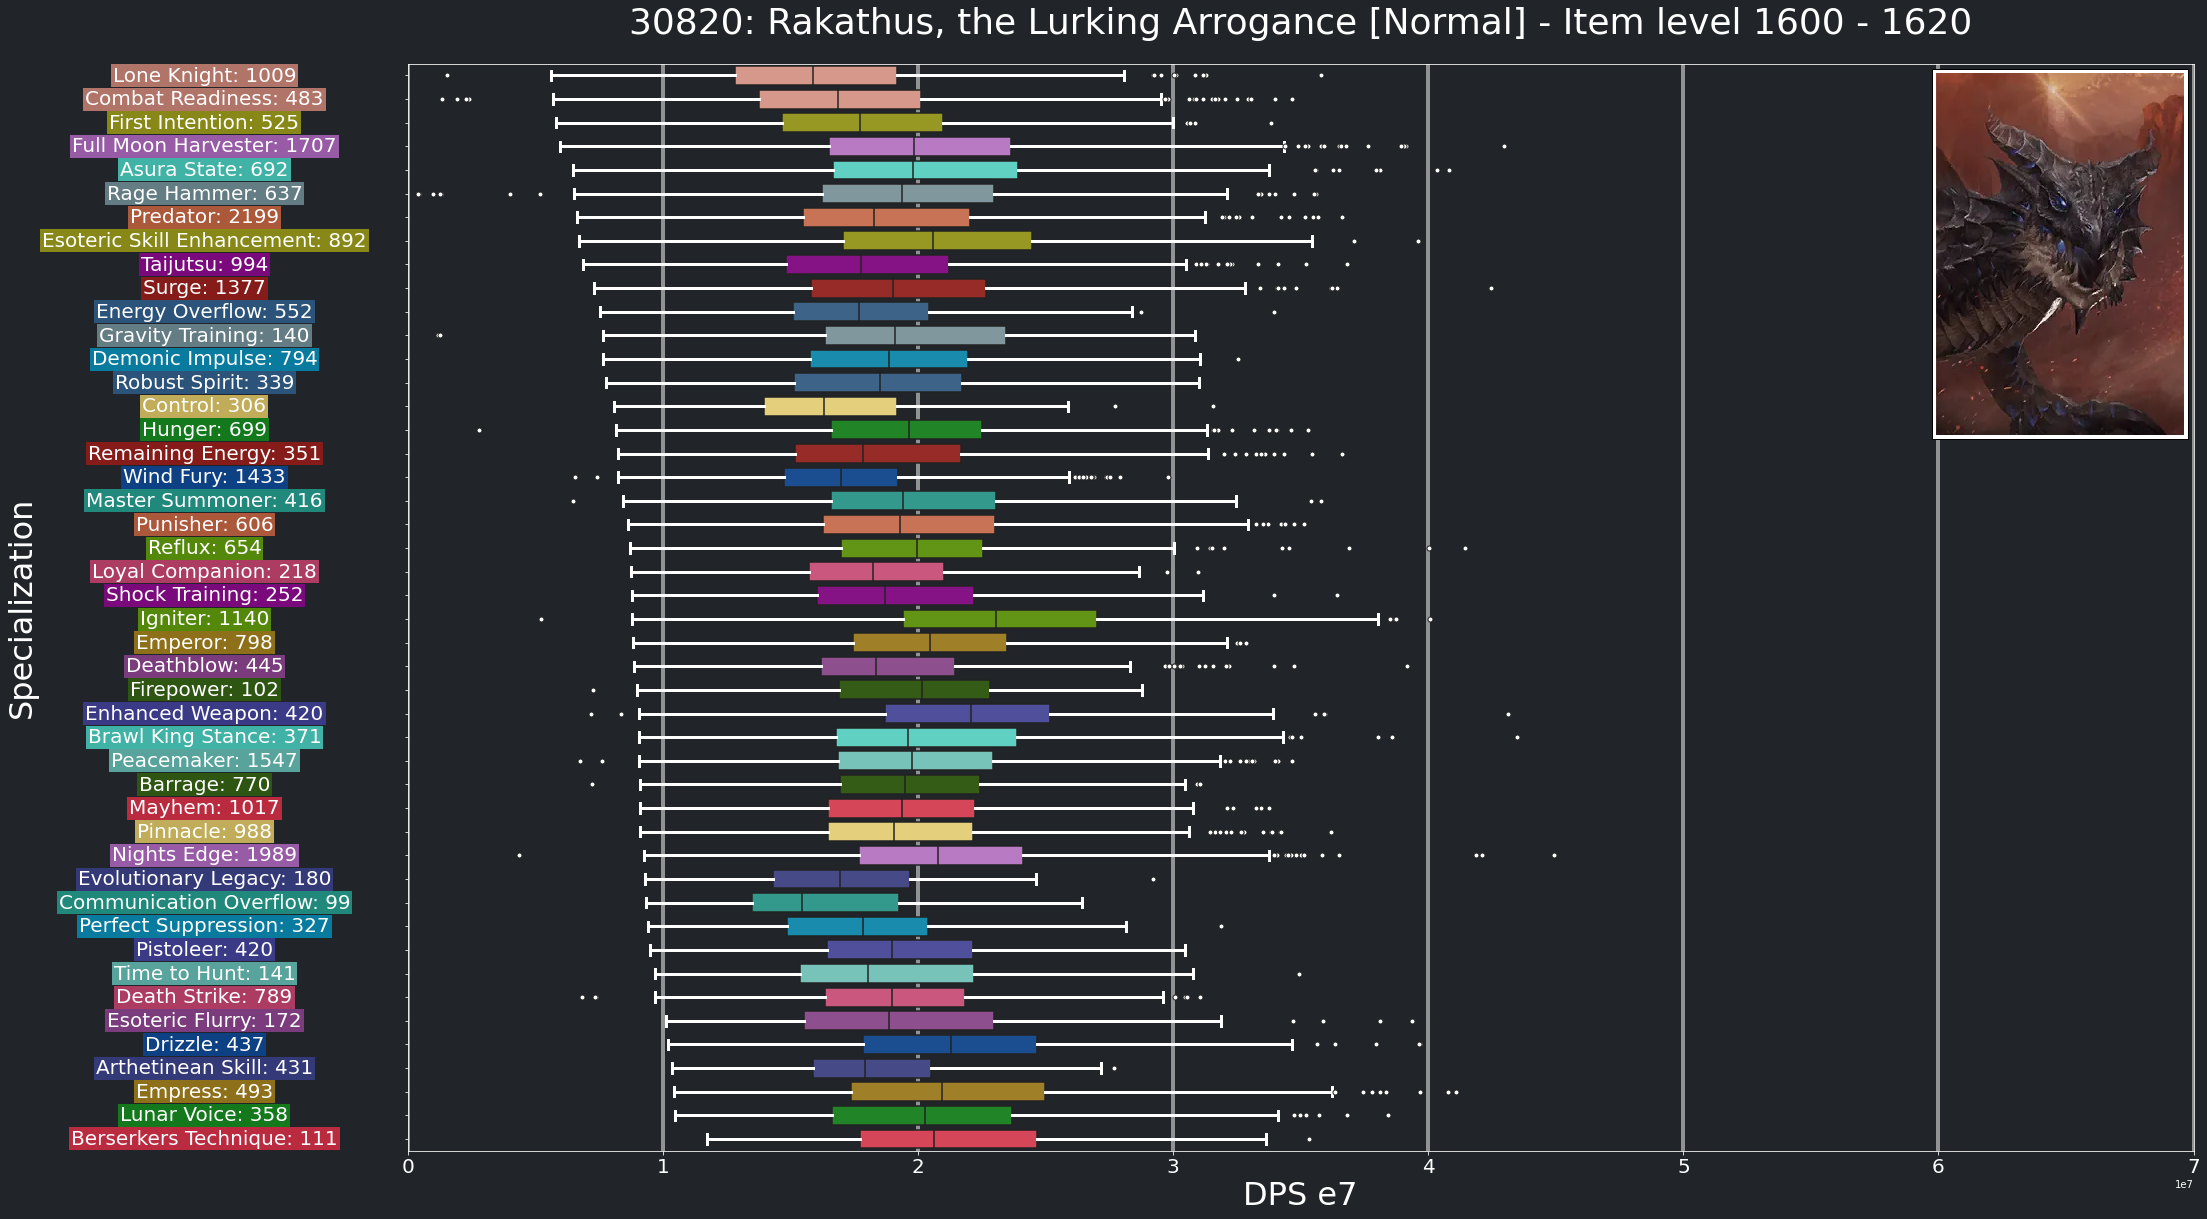 30820: Rakathus, the Lurking Arrogance [Normal] - Item level 1600 - 1620
Lone Knight: 1009
Combat Readiness: 483
First Intention: 525
Full Moon Harvester: 1707
Asura State: 692
Rage Hammer: 637
Predator: 2199
Esoteric Skill Enhancement: 892
Taijutsu: 994
Surge: 1377
Energy Overflow: 552
Gravity Training: 140
Demonic Impulse: 794
Robust Spirit: 339
Control: 306
Hunger: 699
Remaining Energy: 351
Wind Fury: 1433
Master Summoner: 416
Punisher: 606
Reflux: 654
Loyal Companion: 218
Shock Training: 252
Igniter: 1140
Emperor: 798
Deathblow: 445
Firepower: 102
Enhanced Weapon: 420
Brawl King Stance: 371
Peacemaker: 1547
Barrage: 770
Mayhem: 1017
Pinnacle: 988
Nights Edge: 1989
Evolutionary Legacy: 180
Communication Overflow: 99
Perfect Suppression: 327
Pistoleer: 420
Time to Hunt: 141
Death Strike: 789
Esoteric Flurry: 172
Drizzle: 437
Arthetinean Skill: 431
Empress: 493
Lunar Voice: 358
Berserkers Technique: 111
Specialization
0 1 2 3 4 5 6 7
DPS e7
1e7